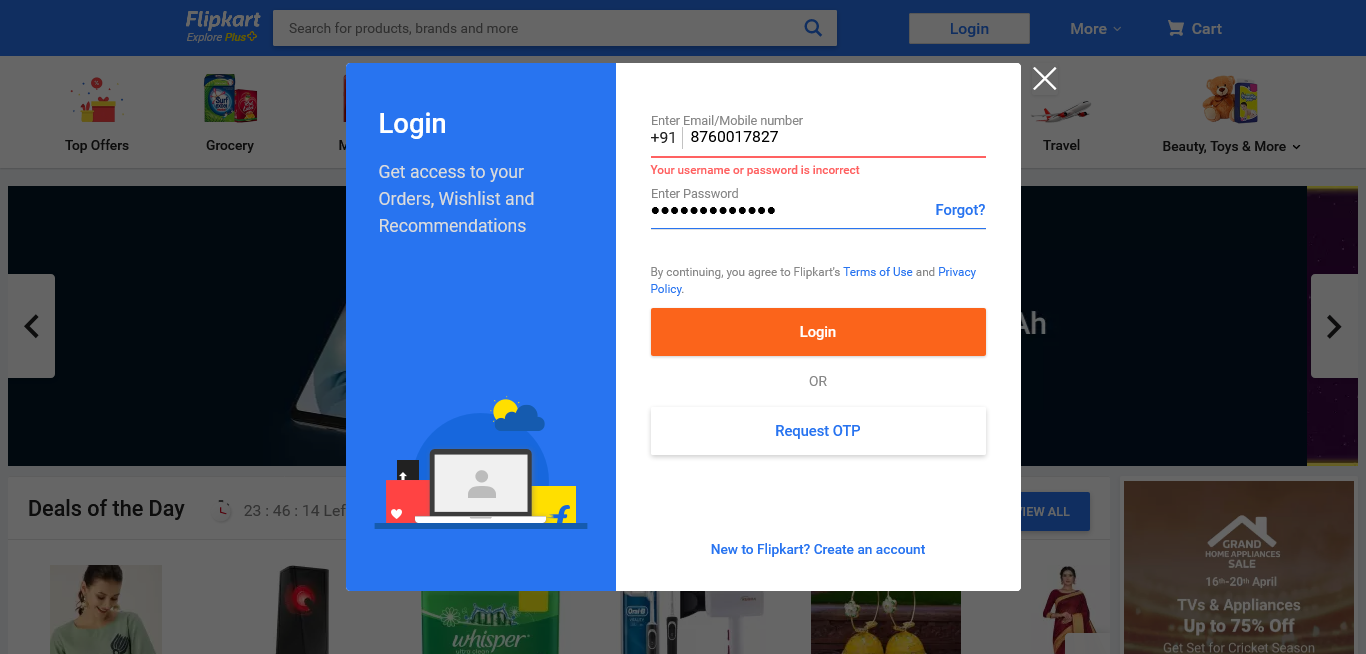 Flipkart
Explore Plus
Search for products, brands and more
Login
More
Cart
Top Offers
Grocery
Travel
Beauty, Toys & More
Login
Get access to your
Orders, Wishlist and
Recommendations
Enter Email/Mobile number
+91 8760017827
Your username or password is incorrect
Enter Password
Forgot?
By continuing, you agree to Flipkart's Terms of Use and Privacy
Policy.
Login
OR
Request OTP
New to Flipkart? Create an account
Ah
Deals of the Day
23 : 46 : 14 Lef
VIEW ALL
GRAND
HOME APPLIANCES
SALE
16th-20th April
TVs & Appliances
Up to 75% Off
Get Set for Cricket Season
Surf
Oral-B
whisper
ultra clean